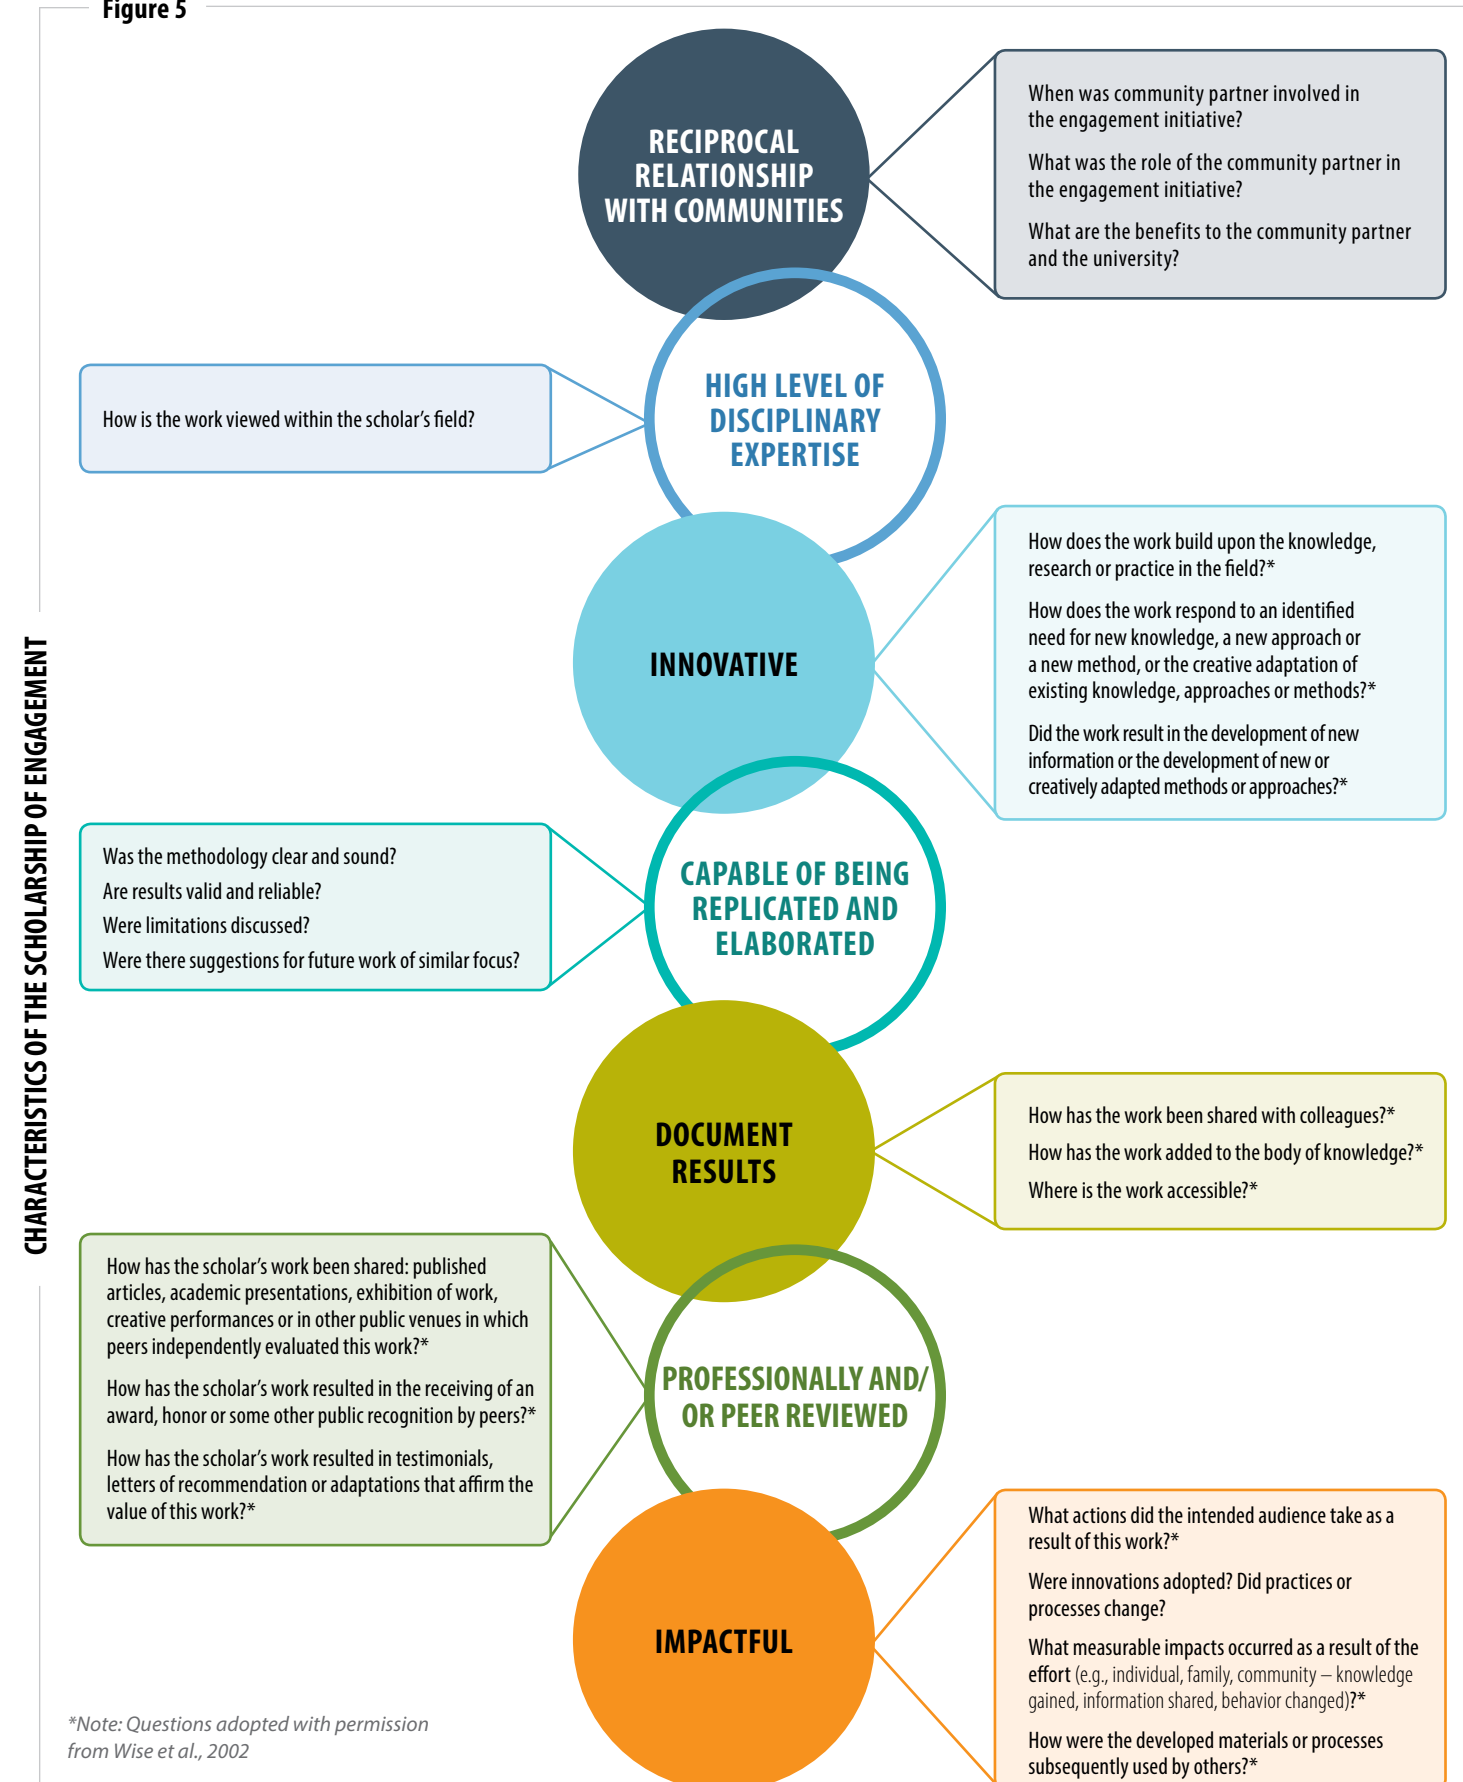 Figure 5
CHARACTERISTICS OF THE SCHOLARSHIP OF ENGAGEMENT
RECIPROCAL
RELATIONSHIP
WITH COMMUNITIES
When was community partner involved in
the engagement initiative?
What was the role of the community partner in
the engagement initiative?
What are the benefits to the community partner
and the university?
HIGH LEVEL OF
DISCIPLINARY
EXPERTISE
How is the work viewed within the scholar’s field?
INNOVATIVE
How does the work build upon the knowledge,
research or practice in the field?*
How does the work respond to an identified
need for new knowledge, a new approach or
a new method, or the creative adaptation of
existing knowledge, approaches or methods?*
Did the work result in the development of new
information or the development of new or
creatively adapted methods or approaches?*
CAPABLE OF BEING
REPLICATED AND
ELABORATED
Was the methodology clear and sound?
Are results valid and reliable?
Were limitations discussed?
Were there suggestions for future work of similar focus?
DOCUMENT
RESULTS
How has the work been shared with colleagues?*
How has the work added to the body of knowledge?*
Where is the work accessible?*
PROFESSIONALLY AND/
OR PEER REVIEWED
How has the scholar’s work been shared: published
articles, academic presentations, exhibition of work,
creative performances or in other public venues in which
peers independently evaluated this work?*
How has the scholar’s work resulted in the receiving of an
award, honor or some other public recognition by peers?*
How has the scholar’s work resulted in testimonials,
letters of recommendation or adaptations that affirm the
value of this work?*
IMPACTFUL
What actions did the intended audience take as a
result of this work?*
Were innovations adopted? Did practices or
processes change?
What measurable impacts occurred as a result of the
effort (e.g., individual, family, community – knowledge
gained, information shared, behavior changed)?*
How were the developed materials or processes
subsequently used by others?*
*Note: Questions adopted with permission
from Wise et al., 2002